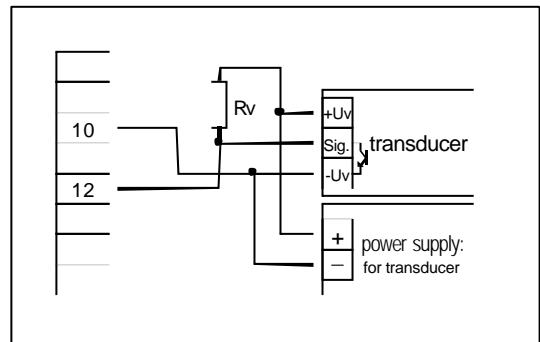 10
12
Rv
+Uv
Sig.
-Uv
transducer
+
−
power supply:
for transducer